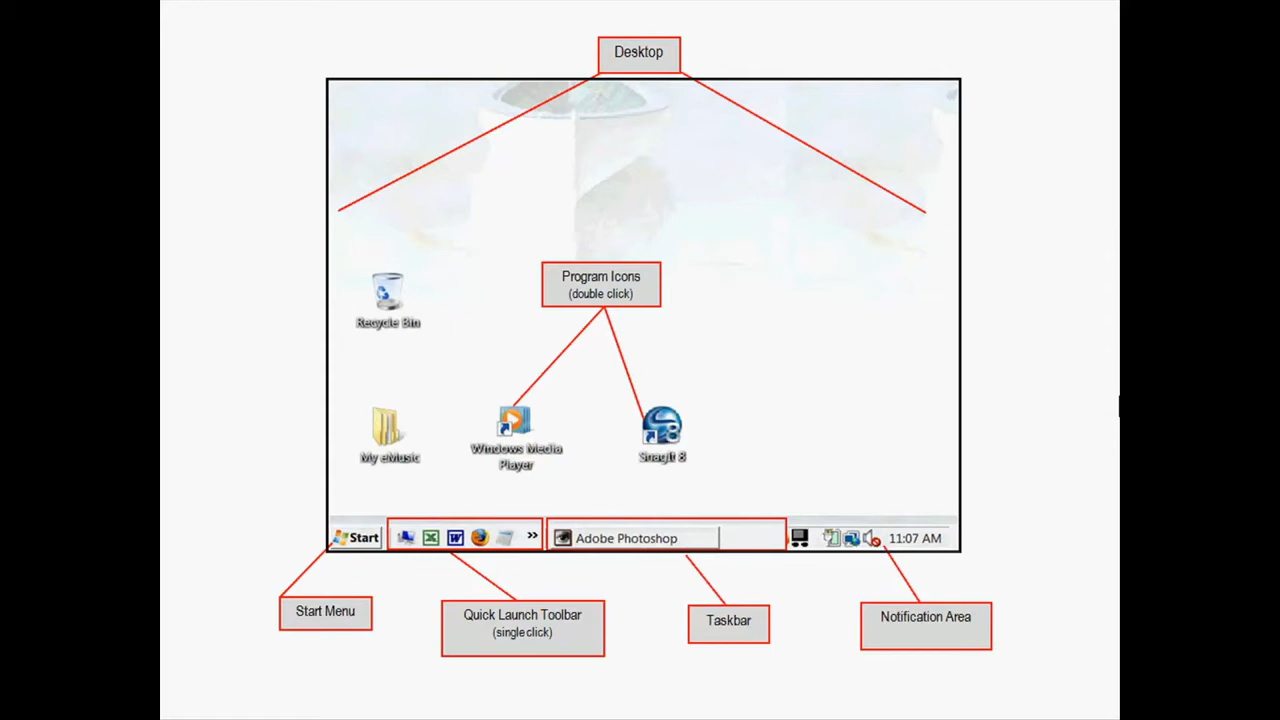 Desktop
Program Icons
(double click)
Recycle Bin
My eMusic
Windows Media
Player
SnagIt 8
Start
»
Adobe Photoshop
11:07 AM
Start Menu
Quick Launch Toolbar
(single click)
Taskbar
Notification Area